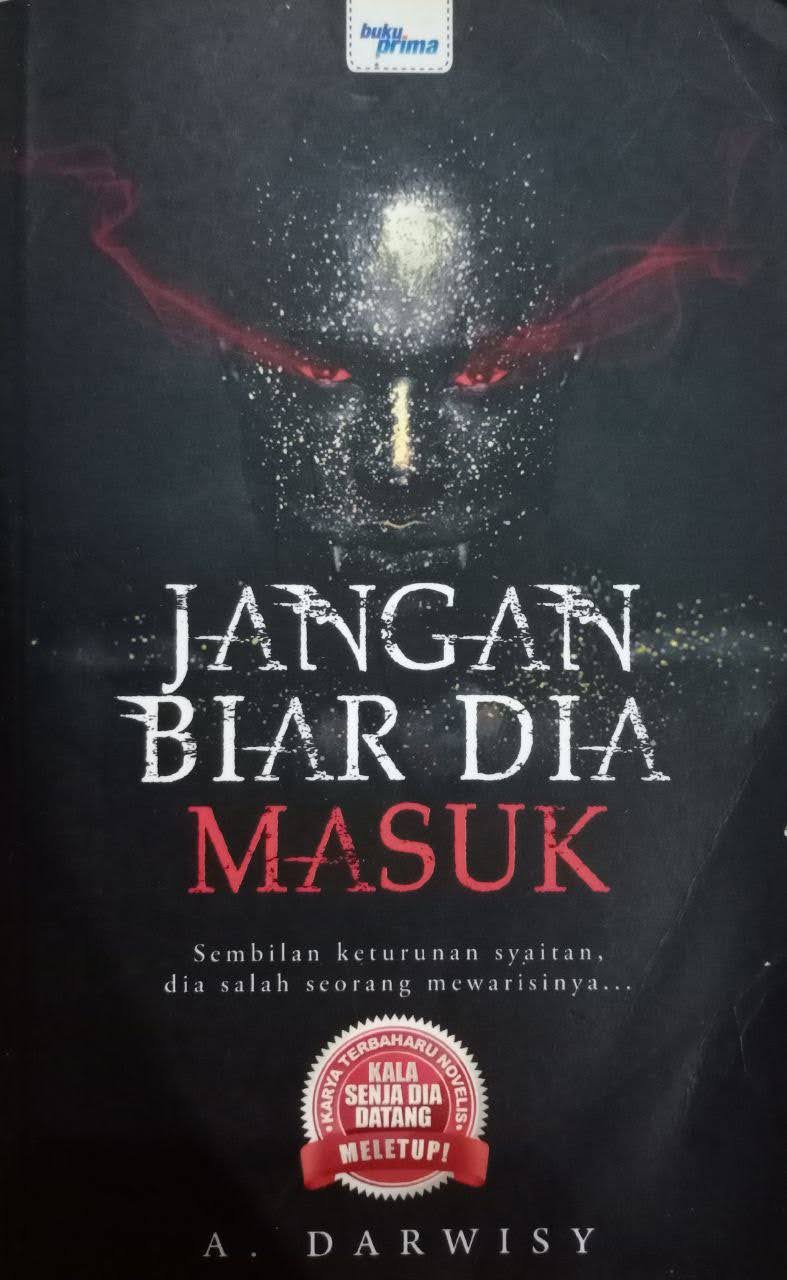 buku
prima
JANGAN
BIAR DIA
MASUK
Sembilan keturunan syaitan,
dia salah seorang mewarisinya...
• KARYA TERBAHARU NOVELIS •
KALA
SENJA DIA
DATANG
MELETUP!
A. DARWISY